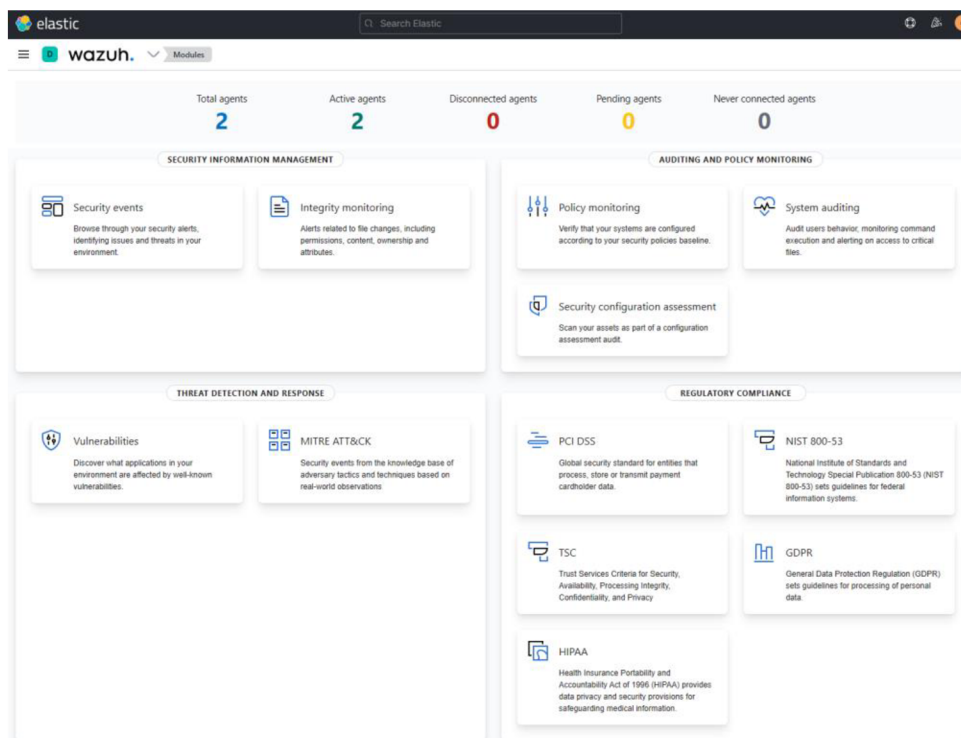 elastic
Search Elastic
D
wazuh.
Modules
Total agents
2
Active agents
2
Disconnected agents
0
Pending agents
0
Never connected agents
0
SECURITY INFORMATION MANAGEMENT
Security events
Browse through your security alerts,
identifying issues and threats in your
environment.
Integrity monitoring
Alerts related to file changes, including
permissions, content, ownership and
attributes.
AUDITING AND POLICY MONITORING
Policy monitoring
Verify that your systems are configured
according to your security policies baseline.
System auditing
Audit users behavior, monitoring command
execution and alerting on access to critical
files.
Security configuration assessment
Scan your assets as part of a configuration
assessment audit.
THREAT DETECTION AND RESPONSE
Vulnerabilities
Discover what applications in your
environment are affected by well-known
vulnerabilities.
MITRE ATT&CK
Security events from the knowledge base of
adversary tactics and techniques based on
real-world observations
REGULATORY COMPLIANCE
PCI DSS
Global security standard for entities that
process, store or transmit payment
cardholder data.
NIST 800-53
National Institute of Standards and
Technology Special Publication 800-53 (NIST
800-53) sets guidelines for federal
information systems.
TSC
Trust Services Criteria for Security,
Availability, Processing Integrity,
Confidentiality, and Privacy
GDPR
General Data Protection Regulation (GDPR)
sets guidelines for processing of personal
data.
HIPAA
Health Insurance Portability and
Accountability Act of 1996 (HIPAA) provides
data privacy and security provisions for
safeguarding medical information.